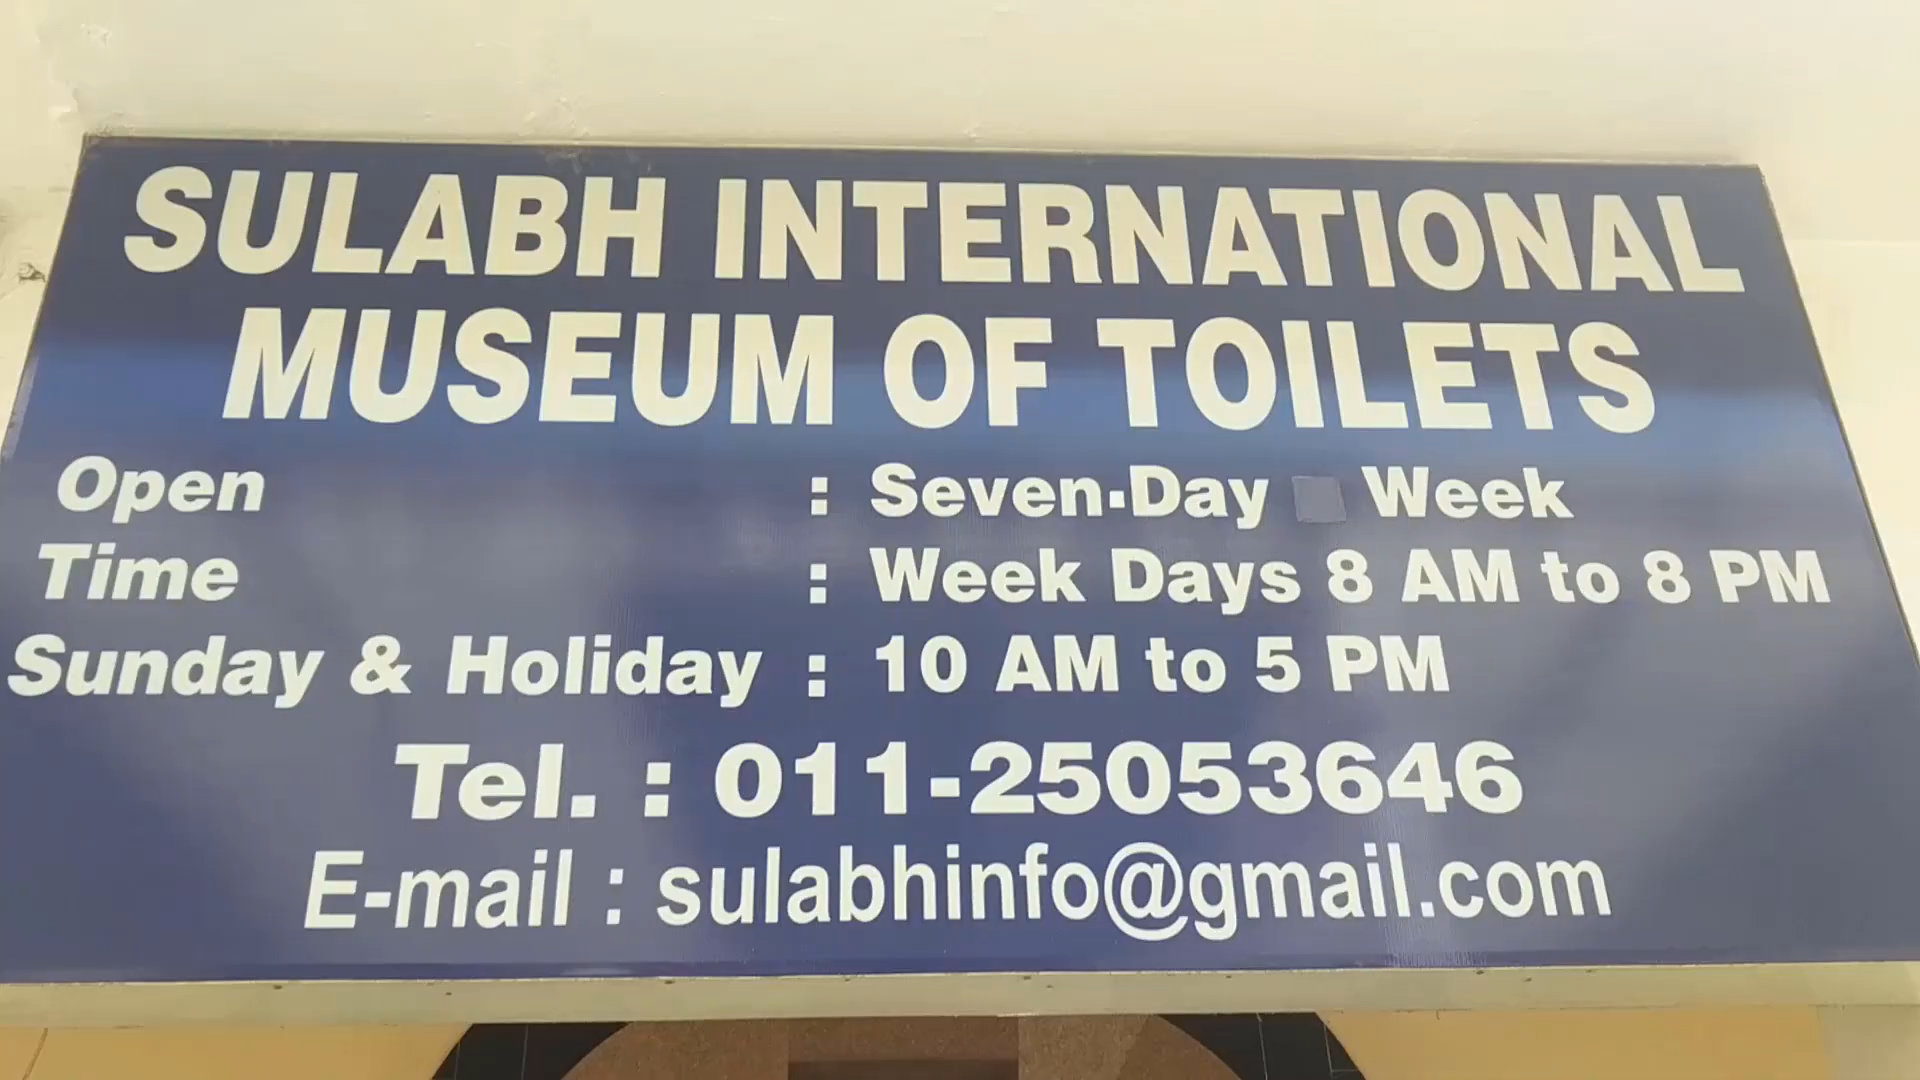 SULABH INTERNATIONAL
MUSEUM OF TOILETS
Open : Seven-Day Week
Time : Week Days 8 AM to 8 PM
Sunday & Holiday : 10 AM to 5 PM
Tel. : 011-25053646
E-mail : sulabhinfo@gmail.com